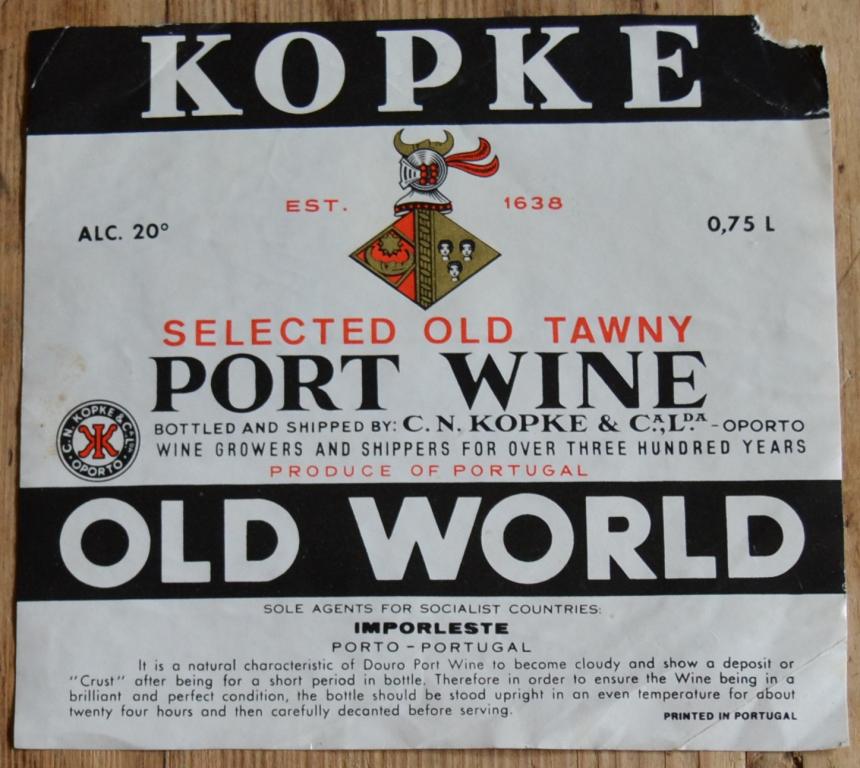 KOPKE
EST. 1638
ALC. 20° 0,75 L
SELECTED OLD TAWNY
PORT WINE
BOTTLED AND SHIPPED BY: C. N. KOPKE & Cᴬ, Lᴰᴬ - OPORTO
WINE GROWERS AND SHIPPERS FOR OVER THREE HUNDRED YEARS
PRODUCE OF PORTUGAL
C. N. KOPKE & Cª Lᴅᴬ
K K
OPORTO
OLD WORLD
SOLE AGENTS FOR SOCIALIST COUNTRIES:
IMPORLESTE
PORTO - PORTUGAL
It is a natural characteristic of Douro Port Wine to become cloudy and show a deposit or
"Crust" after being for a short period in bottle. Therefore in order to ensure the Wine being in a
brilliant and perfect condition, the bottle should be stood upright in an even temperature for about
twenty four hours and then carefully decanted before serving.
PRINTED IN PORTUGAL